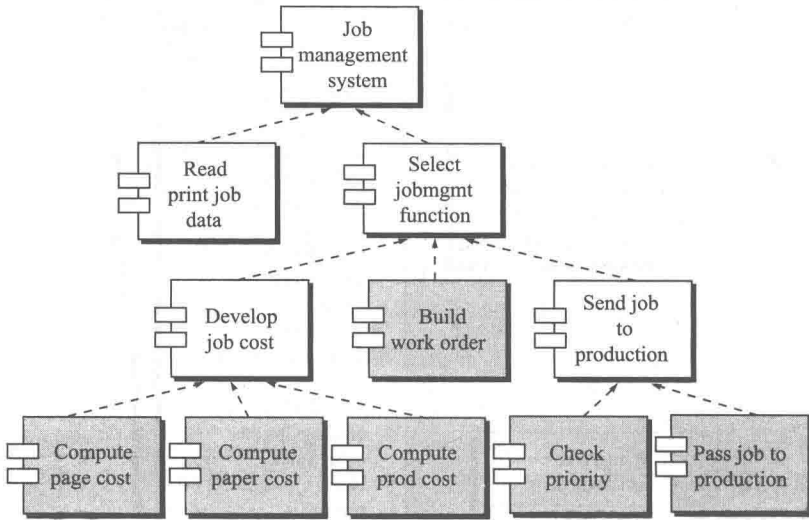 Job
management
system
Read
print job
data
Select
jobmgmt
function
Develop
job cost
Build
work order
Send job
to
production
Compute
page cost
Compute
paper cost
Compute
prod cost
Check
priority
Pass job to
production